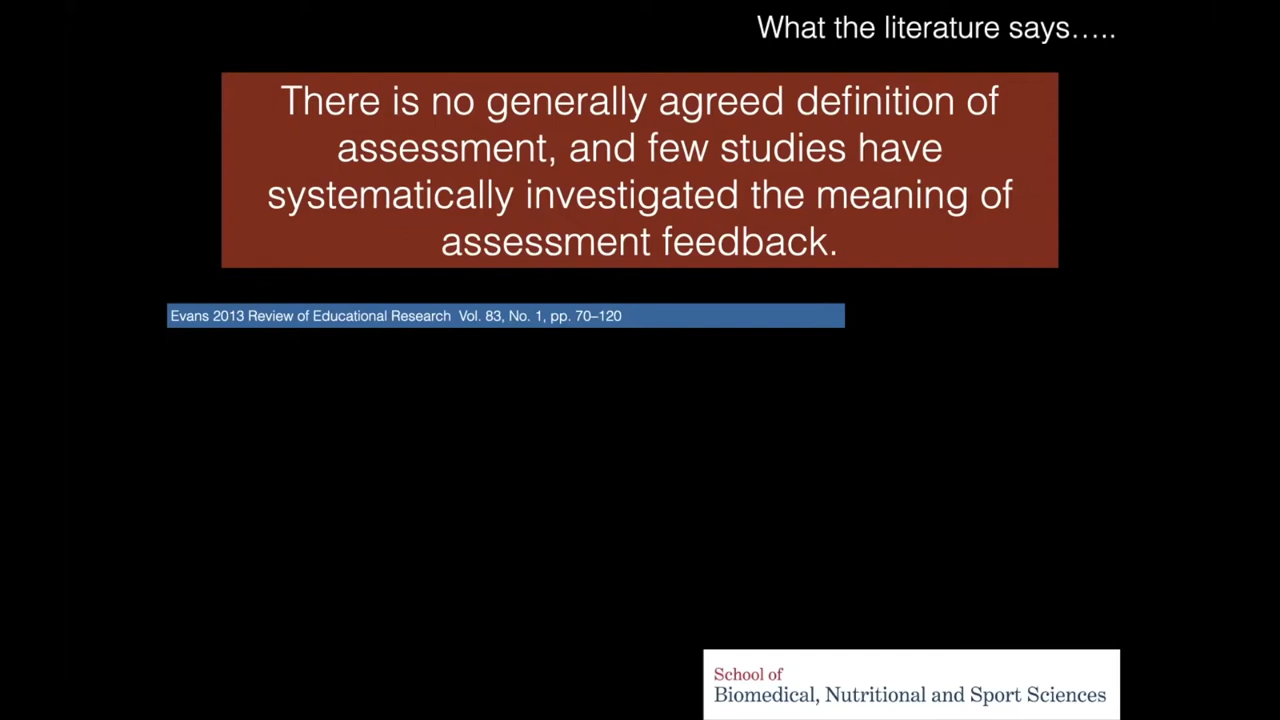 What the literature says.....
There is no generally agreed definition of
assessment, and few studies have
systematically investigated the meaning of
assessment feedback.
Evans 2013 Review of Educational Research Vol. 83, No. 1, pp. 70–120
School of
Biomedical, Nutritional and Sport Sciences